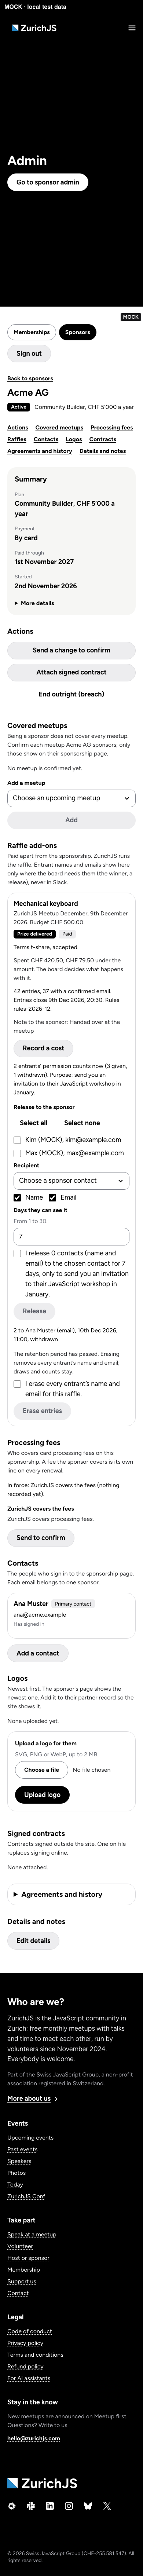 MOCK · local test data
ZurichJS
Admin
Go to sponsor admin
MOCK
Memberships
Sponsors
Sign out
Back to sponsors
Acme AG
Active
Community Builder, CHF 5'000 a year
Actions
Covered meetups
Processing fees
Raffles
Contacts
Logos
Contracts
Agreements and history
Details and notes
Summary
Plan
Community Builder, CHF 5'000 a
year
Payment
By card
Paid through
1st November 2027
Started
2nd November 2026
More details
Actions
Send a change to confirm
Attach signed contract
End outright (breach)
Covered meetups
Being a sponsor does not cover every meetup.
Confirm each meetup Acme AG sponsors; only
those show on their sponsorship page.
No meetup is confirmed yet.
Add a meetup
Choose an upcoming meetup
Add
Raffle add-ons
Paid apart from the sponsorship. ZurichJS runs
the raffle. Entrant names and emails show here
only where the board needs them (the winner, a
release), never in Slack.
Mechanical keyboard
ZurichJS Meetup December, 9th December
2026. Budget CHF 500.00.
Prize delivered
Paid
Terms t-share, accepted.
Spent CHF 420.50, CHF 79.50 under the
amount. The board decides what happens
with it.
42 entries, 37 with a confirmed email.
Entries close 9th Dec 2026, 20:30. Rules
rules-2026-12.
Note to the sponsor: Handed over at the
meetup
Record a cost
2 entrants' permission counts now (3 given,
1 withdrawn). Purpose: send you an
invitation to their JavaScript workshop in
January.
Release to the sponsor
Select all
Select none
Kim (MOCK), kim@example.com
Max (MOCK), max@example.com
Recipient
Choose a sponsor contact
Name
Email
Days they can see it
From 1 to 30.
7
I release 0 contacts (name and
email) to the chosen contact for 7
days, only to send you an invitation
to their JavaScript workshop in
January.
Release
2 to Ana Muster (email), 10th Dec 2026,
11:00, withdrawn
The retention period has passed. Erasing
removes every entrant's name and email;
draws and counts stay.
I erase every entrant's name and
email for this raffle.
Erase entries
Processing fees
Who covers card processing fees on this
sponsorship. A fee the sponsor covers is its own
line on every renewal.
In force: ZurichJS covers the fees (nothing
recorded yet).
ZurichJS covers the fees
ZurichJS covers processing fees.
Send to confirm
Contacts
The people who sign in to the sponsorship page.
Each email belongs to one sponsor.
Ana Muster
Primary contact
ana@acme.example
Has signed in
Add a contact
Logos
Newest first. The sponsor's page shows the
newest one. Add it to their partner record so the
site shows it.
None uploaded yet.
Upload a logo for them
SVG, PNG or WebP, up to 2 MB.
Choose a file
No file chosen
Upload logo
Signed contracts
Contracts signed outside the site. One on file
replaces signing online.
None attached.
Agreements and history
Details and notes
Edit details
Who are we?
ZurichJS is the JavaScript community in
Zurich: free monthly meetups with talks
and time to meet each other, run by
volunteers since November 2024.
Everybody is welcome.
Part of the Swiss JavaScript Group, a non-profit
association registered in Switzerland.
More about us
Events
Upcoming events
Past events
Speakers
Photos
Today
ZurichJS Conf
Take part
Speak at a meetup
Volunteer
Host or sponsor
Membership
Support us
Contact
Legal
Code of conduct
Privacy policy
Terms and conditions
Refund policy
For AI assistants
Stay in the know
New meetups are announced on Meetup first.
Questions? Write to us.
hello@zurichjs.com
ZurichJS
© 2026 Swiss JavaScript Group (CHE-255.581.547). All
rights reserved.